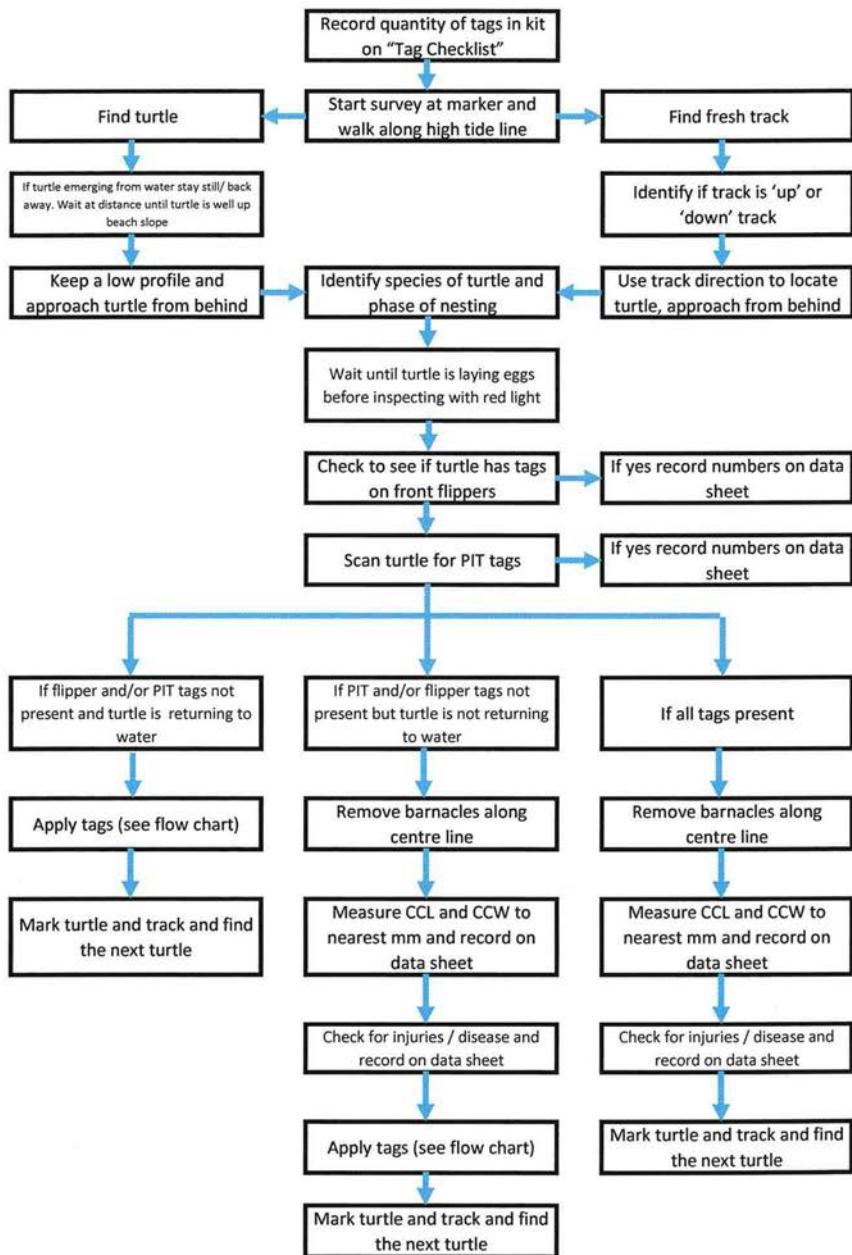 Record quantity of tags in kit
on “Tag Checklist”
Find turtle
Start survey at marker and
walk along high tide line
Find fresh track
If turtle emerging from water stay still/ back
away. Wait at distance until turtle is well up
beach slope
Identify if track is ‘up’ or
‘down’ track
Keep a low profile and
approach turtle from behind
Identify species of turtle and
phase of nesting
Use track direction to locate
turtle, approach from behind
Wait until turtle is laying eggs
before inspecting with red light
Check to see if turtle has tags
on front flippers
If yes record numbers on data
sheet
Scan turtle for PIT tags
If yes record numbers on data
sheet
If flipper and/or PIT tags not
present and turtle is returning to
water
If PIT and/or flipper tags not
present but turtle is not returning
to water
If all tags present
Apply tags (see flow chart)
Remove barnacles along
centre line
Remove barnacles along
centre line
Mark turtle and track and find
the next turtle
Measure CCL and CCW to
nearest mm and record on
data sheet
Measure CCL and CCW to
nearest mm and record on
data sheet
Check for injuries / disease and
record on data sheet
Check for injuries / disease and
record on data sheet
Apply tags (see flow chart)
Mark turtle and track and find
the next turtle
Mark turtle and track and find
the next turtle